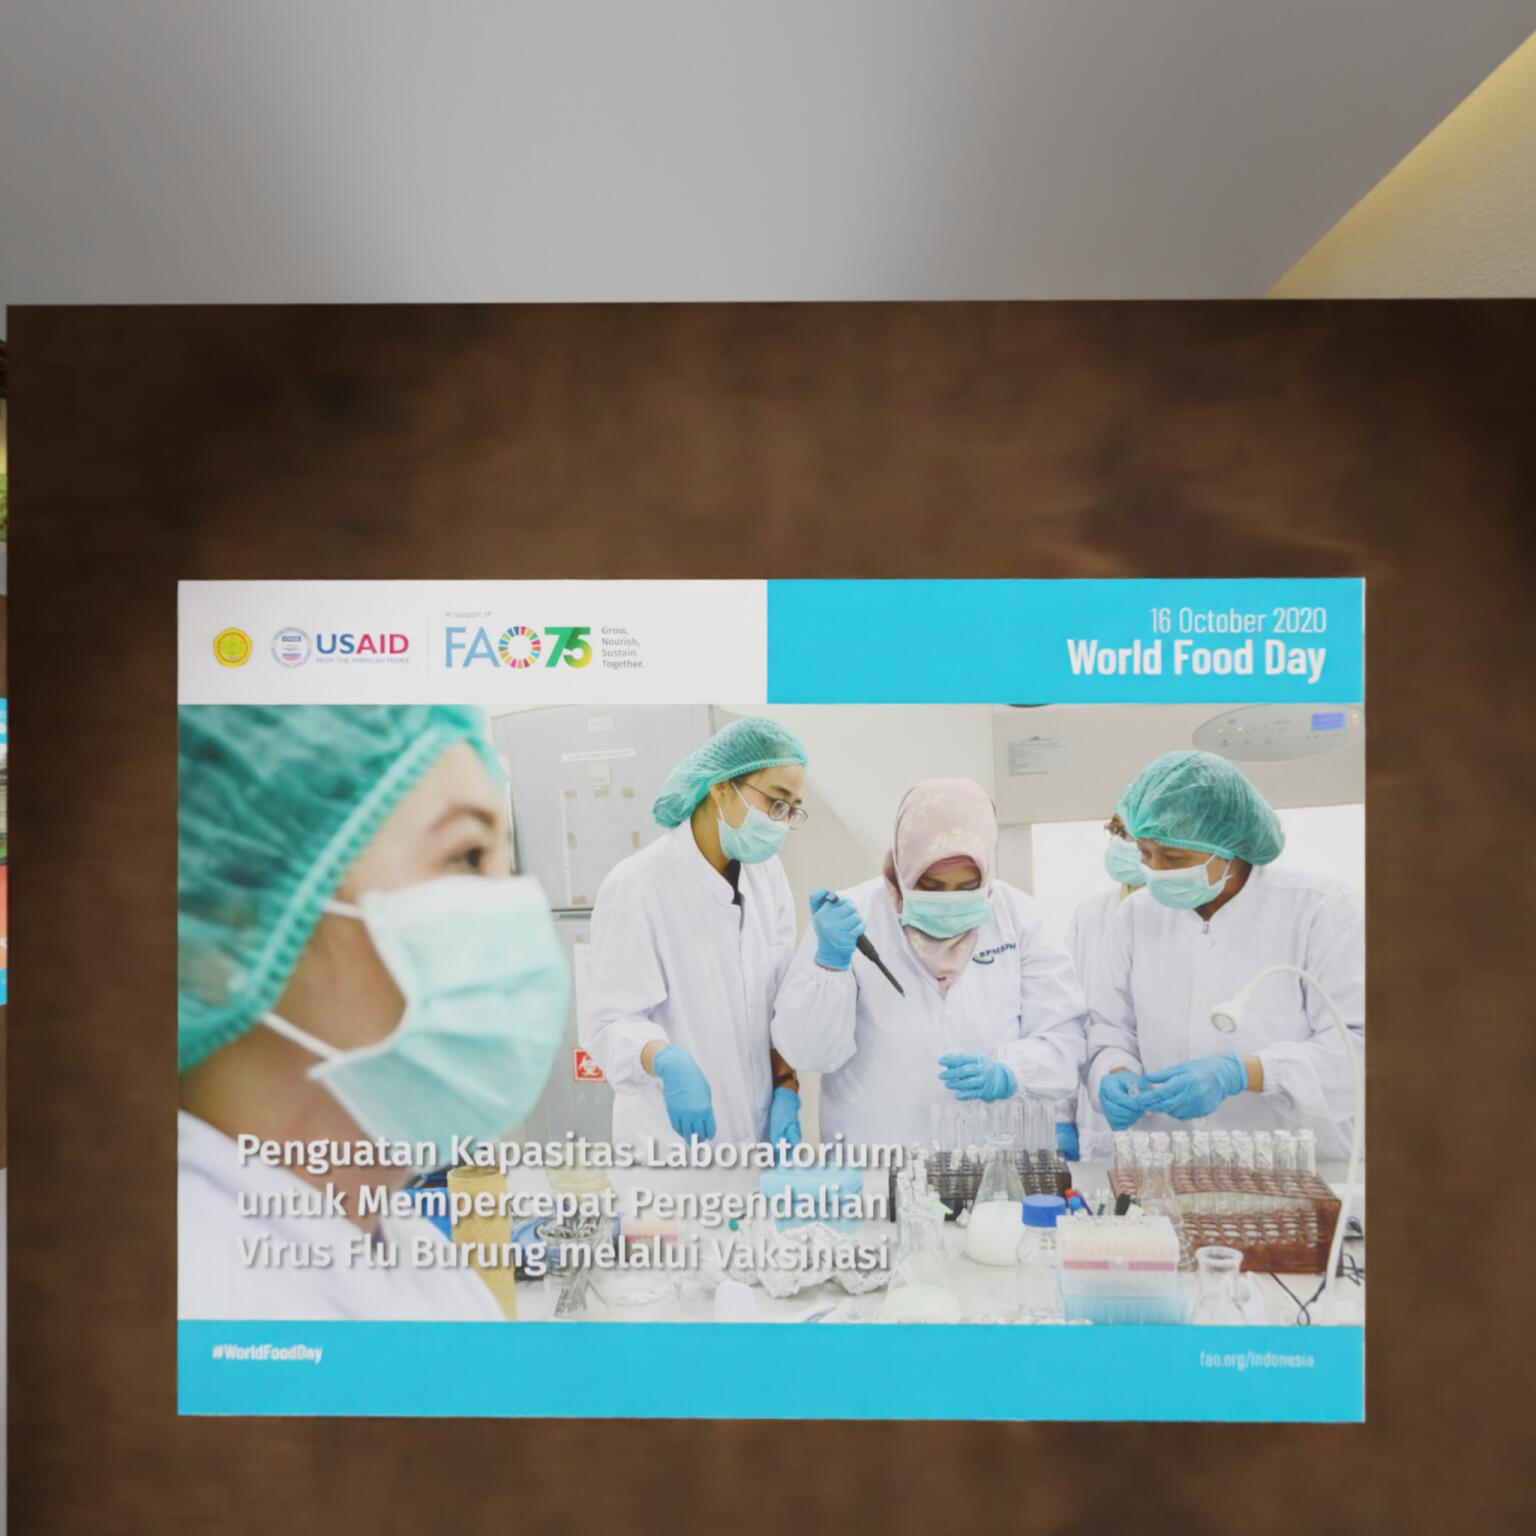 In support of
USAID
FROM THE AMERICAN PEOPLE
FAO75
Grow,
Nourish,
Sustain.
Together.
16 October 2020
World Food Day
BPMSPH
Penguatan Kapasitas Laboratorium
untuk Mempercepat Pengendalian
Virus Flu Burung melalui Vaksinasi
#WorldFoodDay
fao.org/indonesia